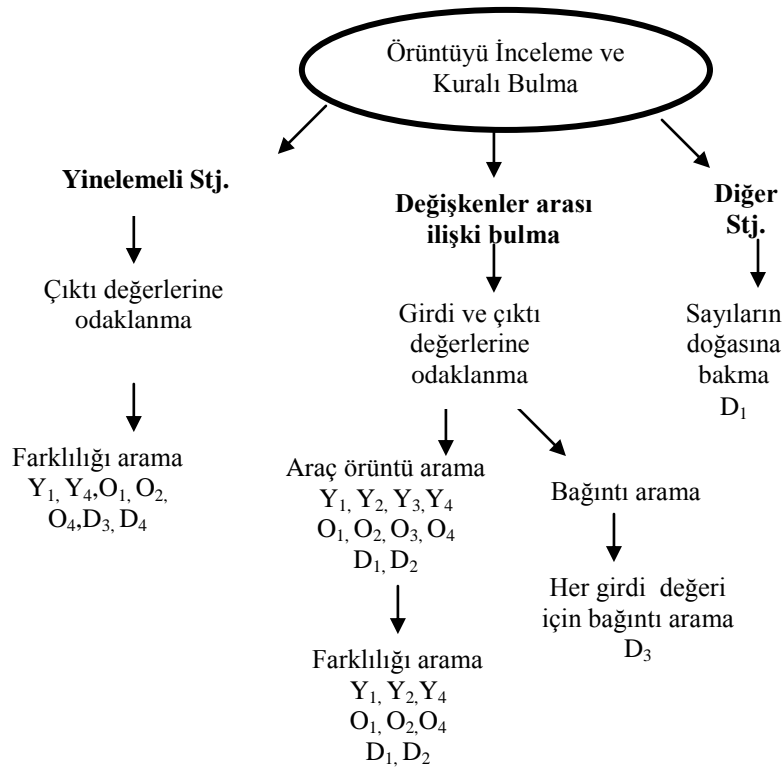 Örüntüyü İnceleme ve
Kuralı Bulma
Yinelemeli Stj.
Çıktı değerlerine
odaklanma
Farklılığı arama
Y₁, Y₄,O₁, O₂,
O₄,D₃, D₄
Değişkenler arası
ilişki bulma
Girdi ve çıktı
değerlerine
odaklanma
Araç örüntü arama
Y₁, Y₂, Y₃,Y₄
O₁, O₂, O₃, O₄
D₁, D₂
Farklılığı arama
Y₁, Y₂,Y₄
O₁, O₂,O₄
D₁, D₂
Bağıntı arama
Her girdi değeri
için bağıntı arama
D₃
Diğer
Stj.
Sayıların
doğasına
bakma
D₁